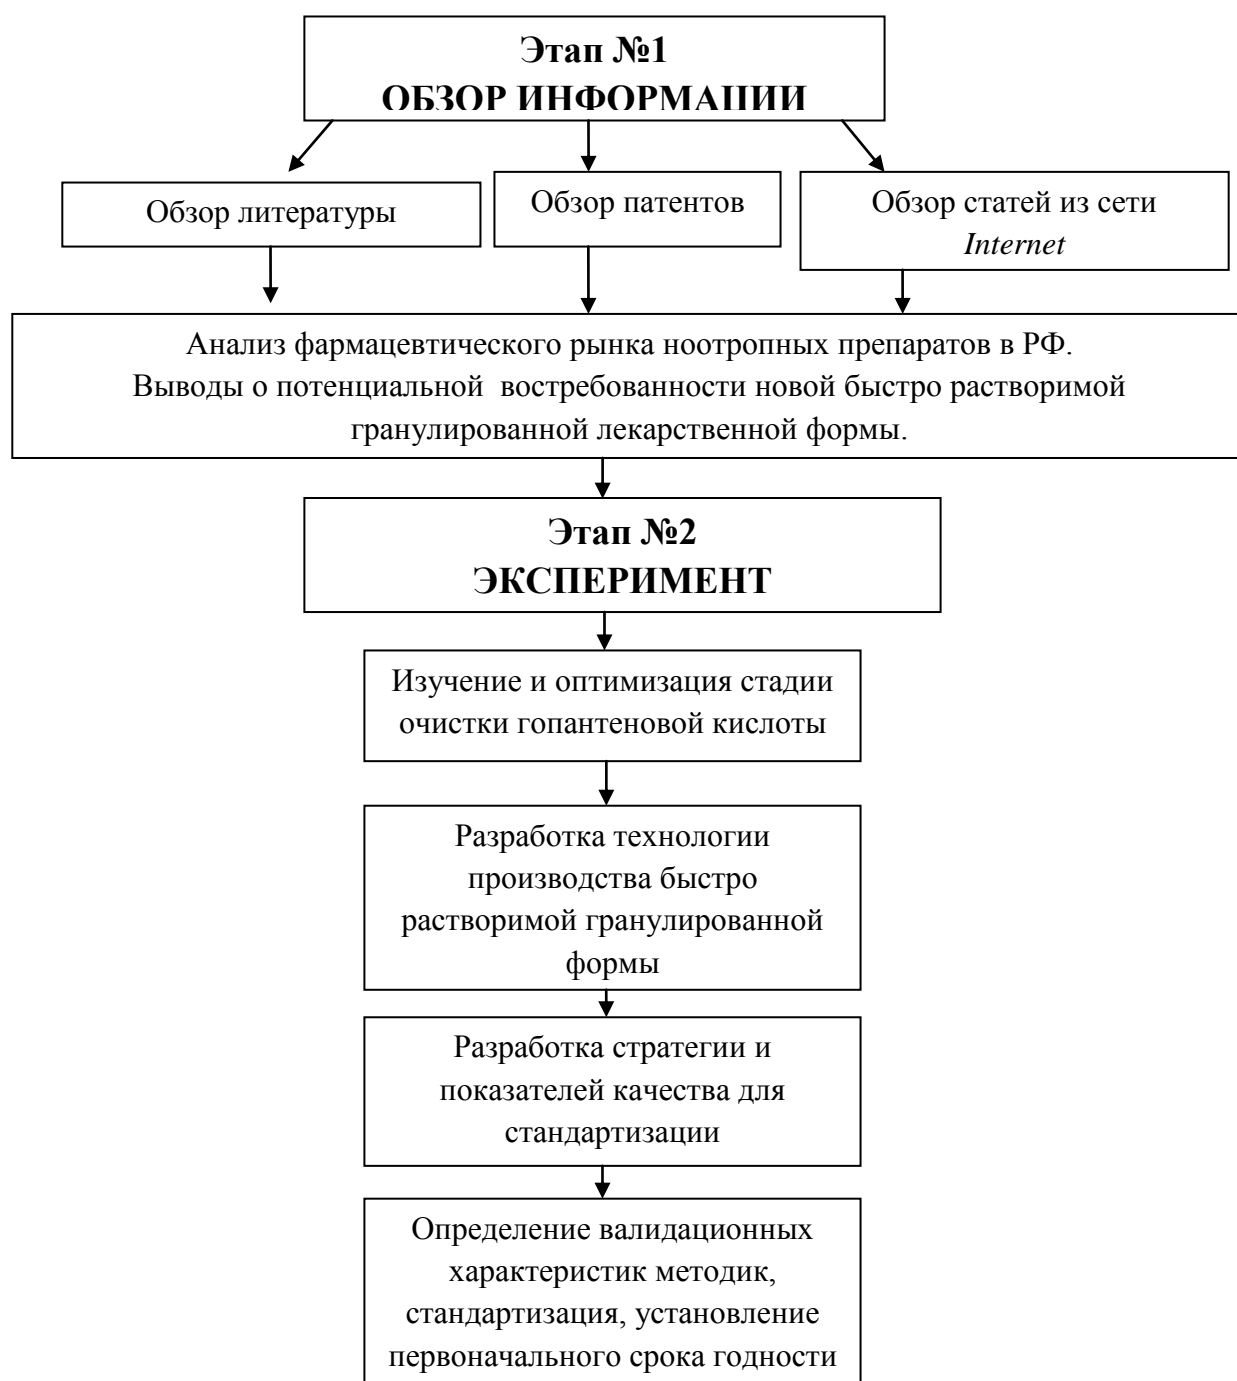 Этап №1
ОБЗОР ИНФОРМАЦИИ
Обзор литературы
Обзор патентов
Обзор статей из сети
Internet
Анализ фармацевтического рынка ноотропных препаратов в РФ.
Выводы о потенциальной востребованности новой быстро растворимой
гранулированной лекарственной формы.
Этап №2
ЭКСПЕРИМЕНТ
Изучение и оптимизация стадии
очистки гопантеновой кислоты
Разработка технологии
производства быстро
растворимой гранулированной
формы
Разработка стратегии и
показателей качества для
стандартизации
Определение валидационных
характеристик методик,
стандартизация, установление
первоначального срока годности